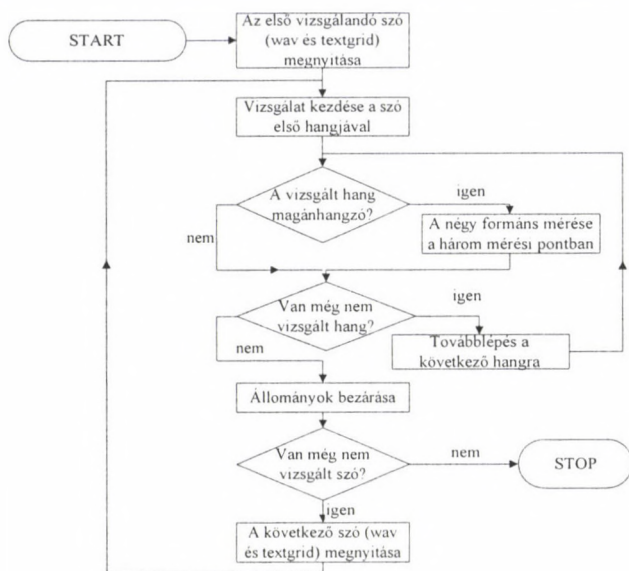 START
Az első vizsgálandó szó
(wav és textgrid)
megnyitása
Vizsgálat kezdése a szó
első hangjával
A vizsgált hang
magánhangzó?
igen
nem
A négy formáns mérése
a három mérési pontban
Van még nem
vizsgált hang?
igen
nem
Továbblépés a
következő hangra
Állományok bezárása
Van még nem
vizsgált szó?
nem
STOP
igen
A következő szó (wav
és textgrid) megnyitása